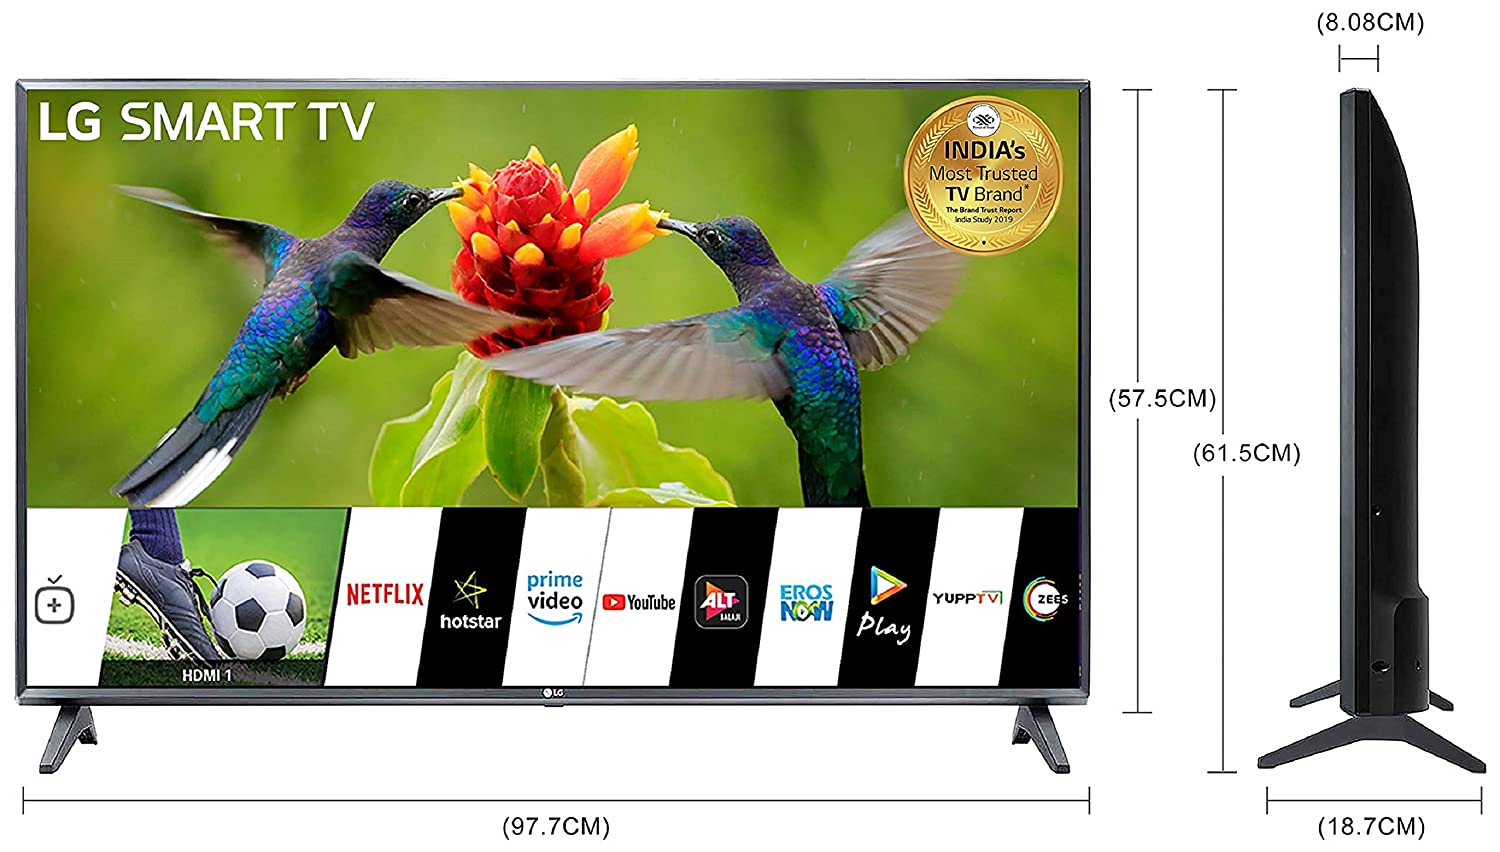 (8.08CM)
LG SMART TV
INDIA's
Most Trusted
TV Brand*
The Brand Trust Report
India Study 2019
(57.5CM)
(61.5CM)
NETFLIX
hotstar
prime
video
YouTube
ALT
BALAJI
EROS
NOW
Play
YUPPTV
ZEE5
HDMI 1
LG
(97.7CM)
(18.7CM)